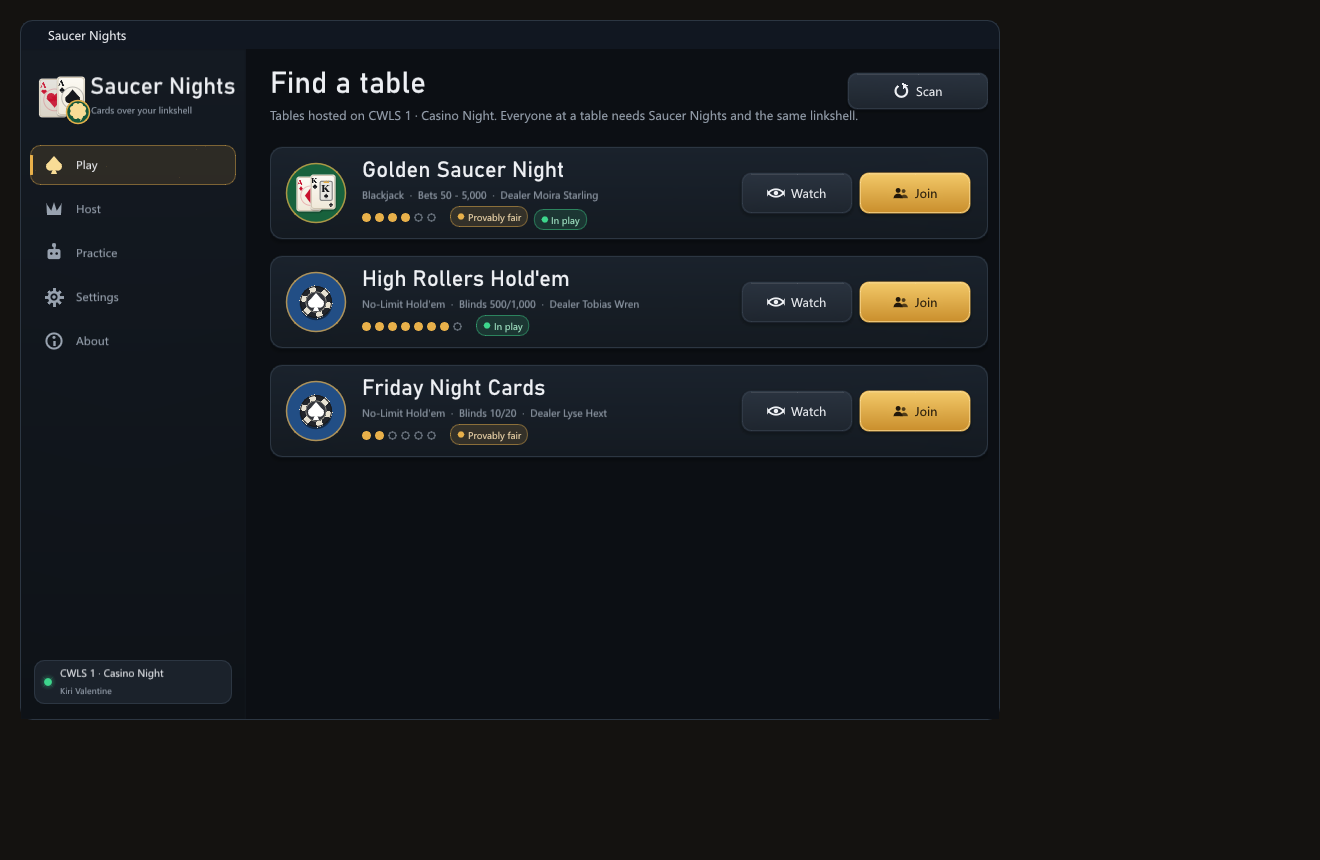 Saucer Nights
Saucer Nights
Cards over your linkshell
Play
Host
Practice
Settings
About
CWLS 1 · Casino Night
Kiri Valentine
Find a table
Scan
Tables hosted on CWLS 1 · Casino Night. Everyone at a table needs Saucer Nights and the same linkshell.
Golden Saucer Night
Blackjack · Bets 50 - 5,000 · Dealer Moira Starling
Provably fair In play
Watch Join
High Rollers Hold'em
No-Limit Hold'em · Blinds 500/1,000 · Dealer Tobias Wren
In play
Watch Join
Friday Night Cards
No-Limit Hold'em · Blinds 10/20 · Dealer Lyse Hext
Provably fair
Watch Join